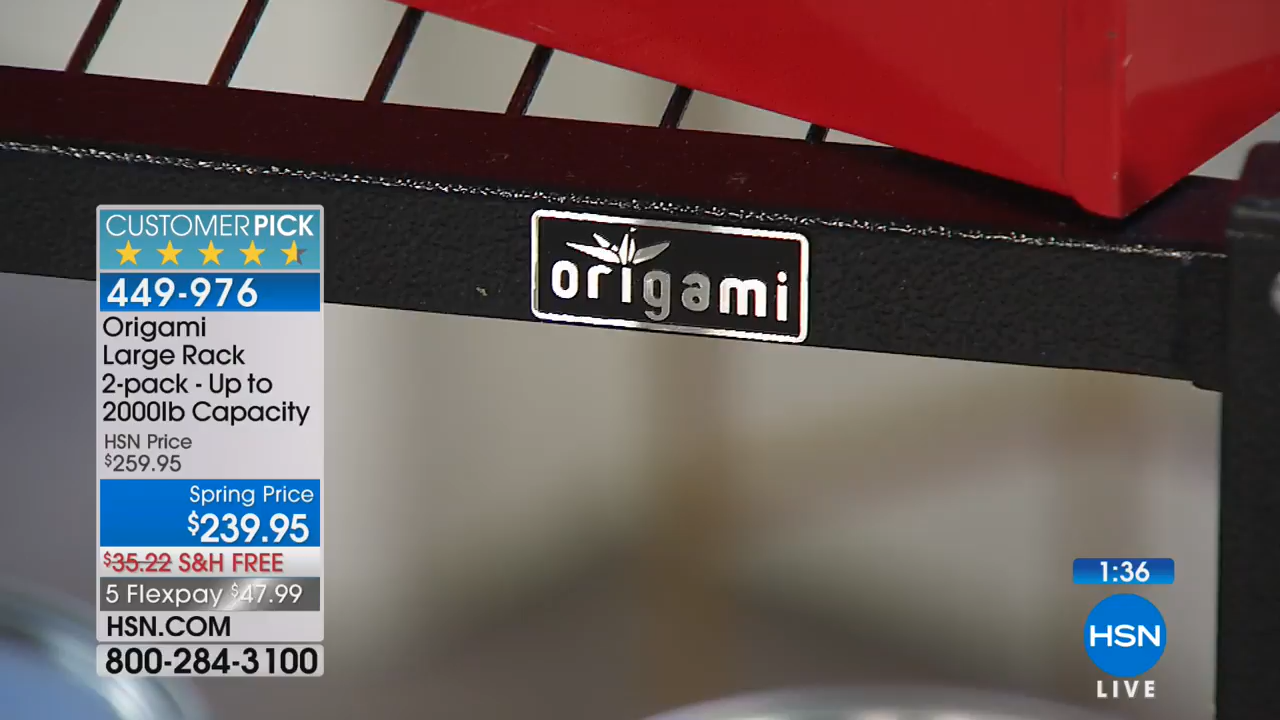 origami
CUSTOMER PICK
449-976
Origami
Large Rack
2-pack - Up to
2000lb Capacity
HSN Price
$259.95
Spring Price
$239.95
$35.22 S&H FREE
5 Flexpay $47.99
HSN.COM
800-284-3100
1:36
HSN
LIVE